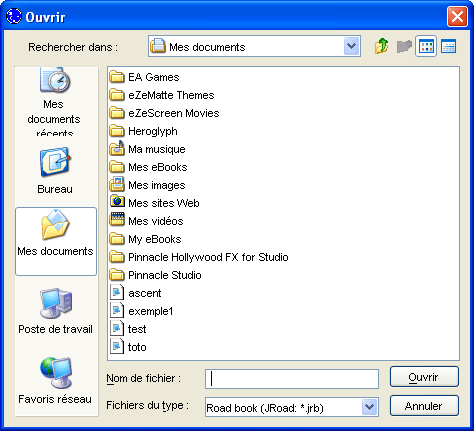 Ouvrir
Rechercher dans :
Mes documents
Mes
documents
récents
Bureau
Mes documents
Poste de travail
Favoris réseau
EA Games
eZeMatte Themes
eZeScreen Movies
Heroglyph
Ma musique
Mes eBooks
Mes images
Mes sites Web
Mes vidéos
My eBooks
Pinnacle Hollywood FX for Studio
Pinnacle Studio
ascent
exemple1
test
toto
Nom de fichier :
Ouvrir
Fichiers du type :
Road book (JRoad: *.jrb)
Annuler